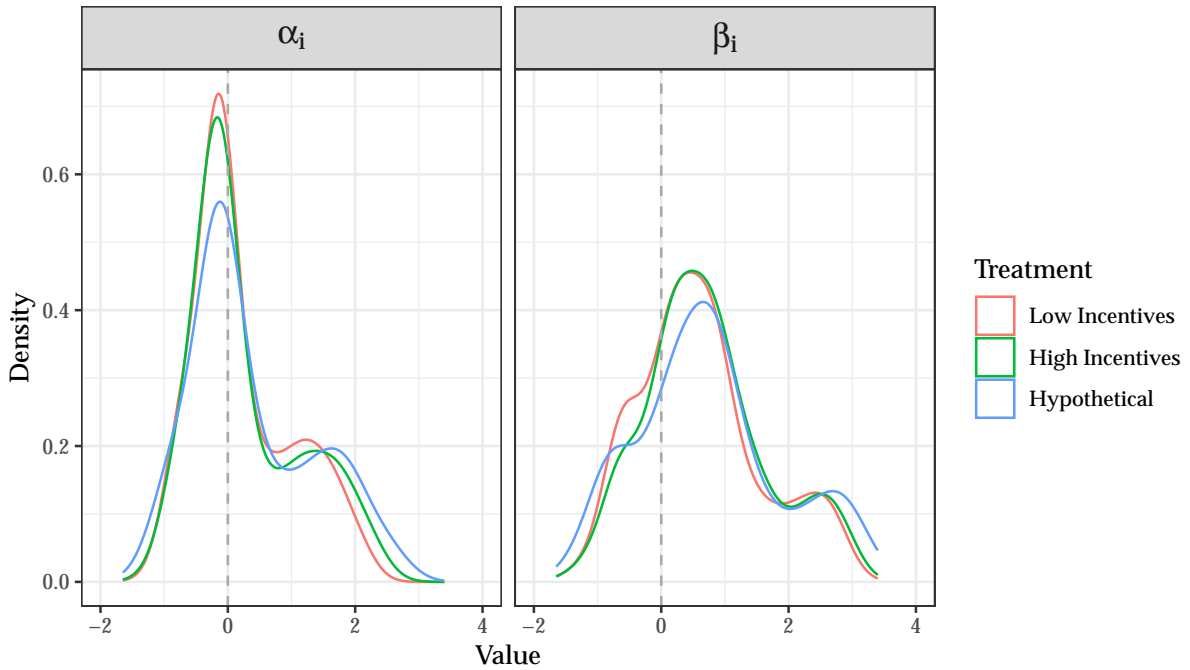 αi
βi
Density
0.6
0.4
0.2
0.0
−2
0
2
4
−2
0
2
4
Value
Treatment
Low Incentives
High Incentives
Hypothetical